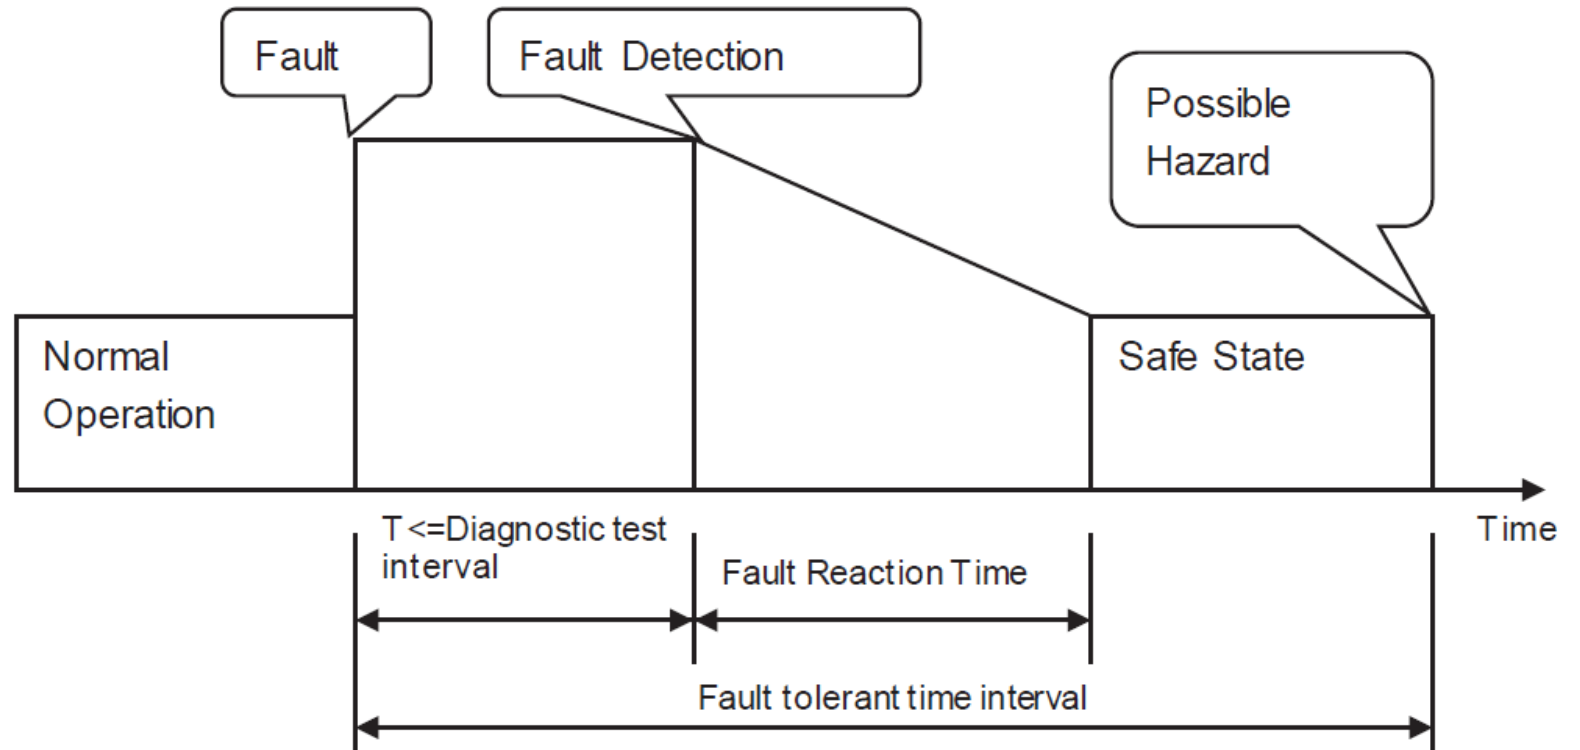 Fault
Fault Detection
Possible
Hazard
Normal
Operation
Safe State
T<=Diagnostic test
interval
Fault Reaction Time
Time
Fault tolerant time interval